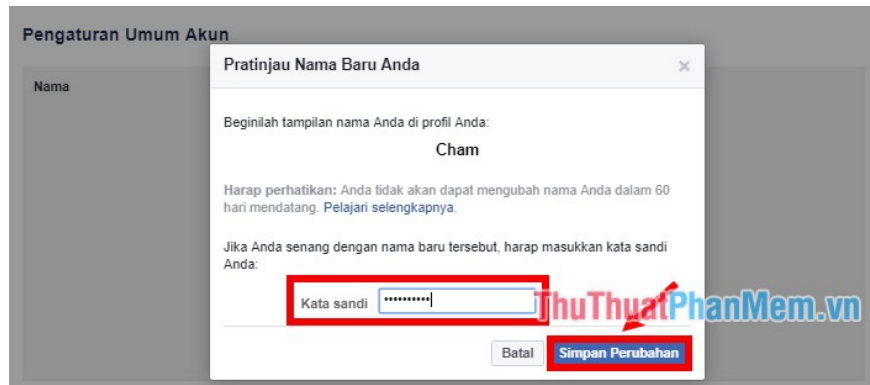 Pengaturan Umum Akun
Nama
Pratinjau Nama Baru Anda
Beginilah tampilan nama Anda di profil Anda:
Cham
Harap perhatikan: Anda tidak akan dapat mengubah nama Anda dalam 60
hari mendatang. Pelajari selengkapnya.
Jika Anda senang dengan nama baru tersebut, harap masukkan kata sandi
Anda:
Kata sandi ••••••••••
ThuThuatPhanMem.vn
Batal Simpan Perubahan